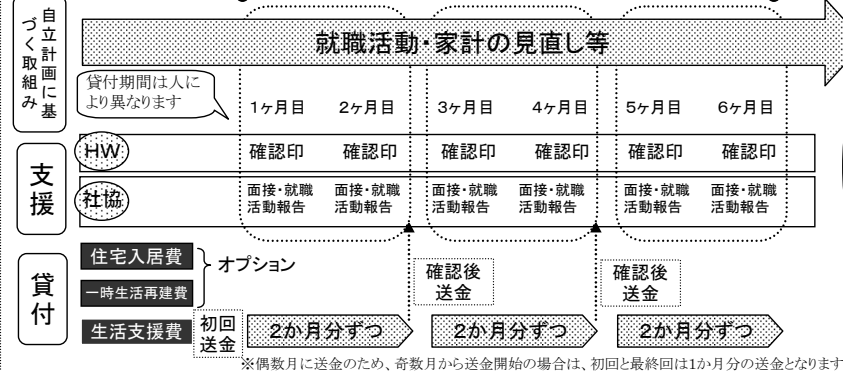 自立計画に基
づく取組み
就職活動・家計の見直し等
貸付期間は人に
より異なります
1ヶ月目 2ヶ月目 3ヶ月目 4ヶ月目 5ヶ月目 6ヶ月目
支援
HW 確認印 確認印 確認印 確認印 確認印 確認印
社協 面接・就職 面接・就職 面接・就職 面接・就職 面接・就職 面接・就職
活動報告 活動報告 活動報告 活動報告 活動報告 活動報告
貸付
住宅入居費
オプション
一時生活再建費
確認後
送金
確認後
送金
生活支援費
初回
送金
2か月分ずつ 2か月分ずつ 2か月分ずつ
※偶数月に送金のため、奇数月から送金開始の場合は、初回と最終回は1か月分の送金となります